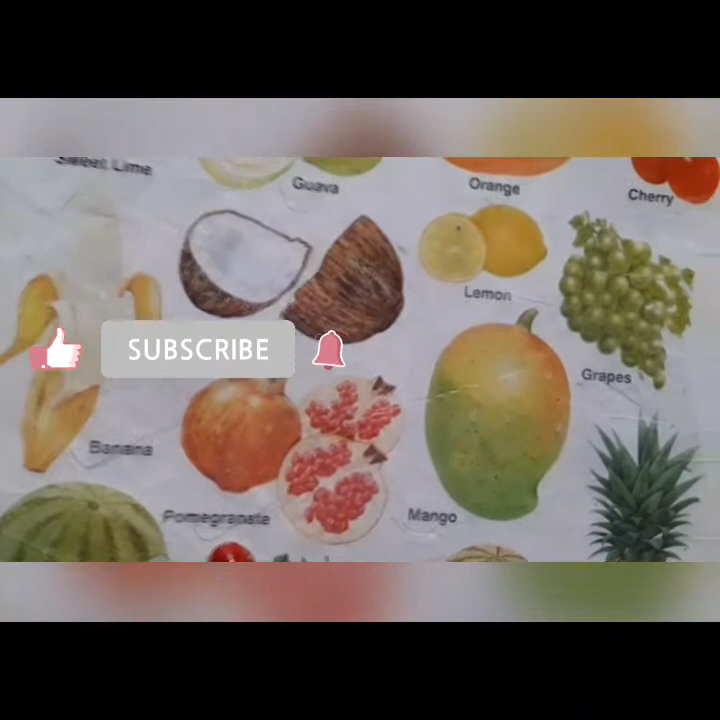 Sweet Lime
Guava
Orange
Cherry
Lemon
Grapes
SUBSCRIBE
Banana
Pomegranate
Mango